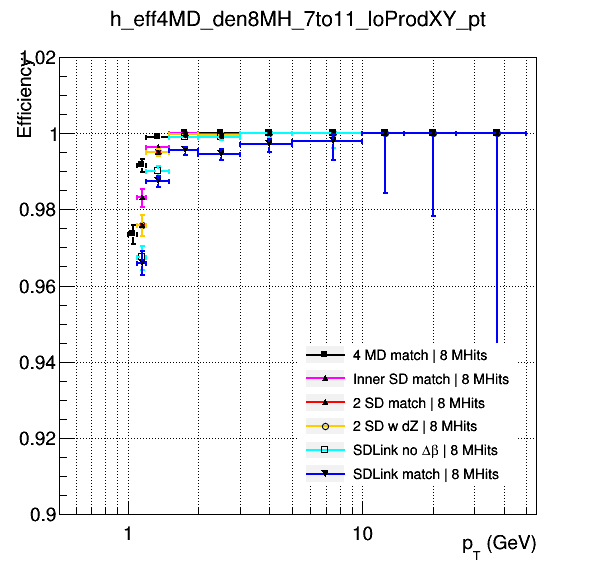 h_eff4MD_den8MH_7to11_loProdXY_pt
Efficiency
1.02
1
0.98
0.96
0.94
0.92
0.9
4 MD match | 8 MHits
Inner SD match | 8 MHits
2 SD match | 8 MHits
2 SD w dZ | 8 MHits
SDLink no Δβ | 8 MHits
SDLink match | 8 MHits
1
10
p_T (GeV)